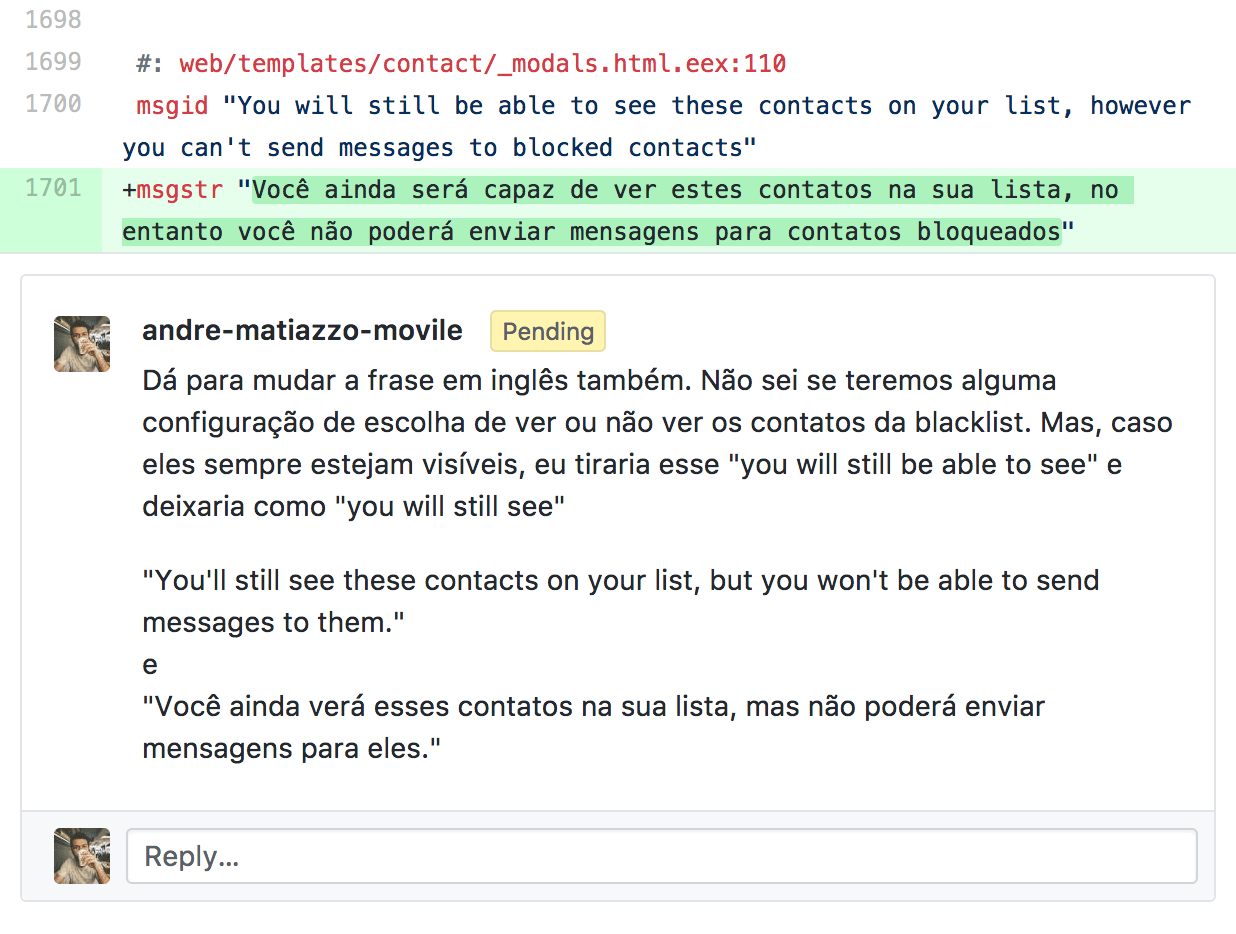 1698
1699 #: web/templates/contact/_modals.html.eex:110
1700 msgid "You will still be able to see these contacts on your list, however
you can't send messages to blocked contacts"
1701 +msgstr "Você ainda será capaz de ver estes contatos na sua lista, no
entanto você não poderá enviar mensagens para contatos bloqueados"
andre-matiazzo-movile Pending
Dá para mudar a frase em inglês também. Não sei se teremos alguma
configuração de escolha de ver ou não ver os contatos da blacklist. Mas, caso
eles sempre estejam visíveis, eu tiraria esse "you will still be able to see" e
deixaria como "you will still see"
"You'll still see these contacts on your list, but you won't be able to send
messages to them."
e
"Você ainda verá esses contatos na sua lista, mas não poderá enviar
mensagens para eles."
Reply...